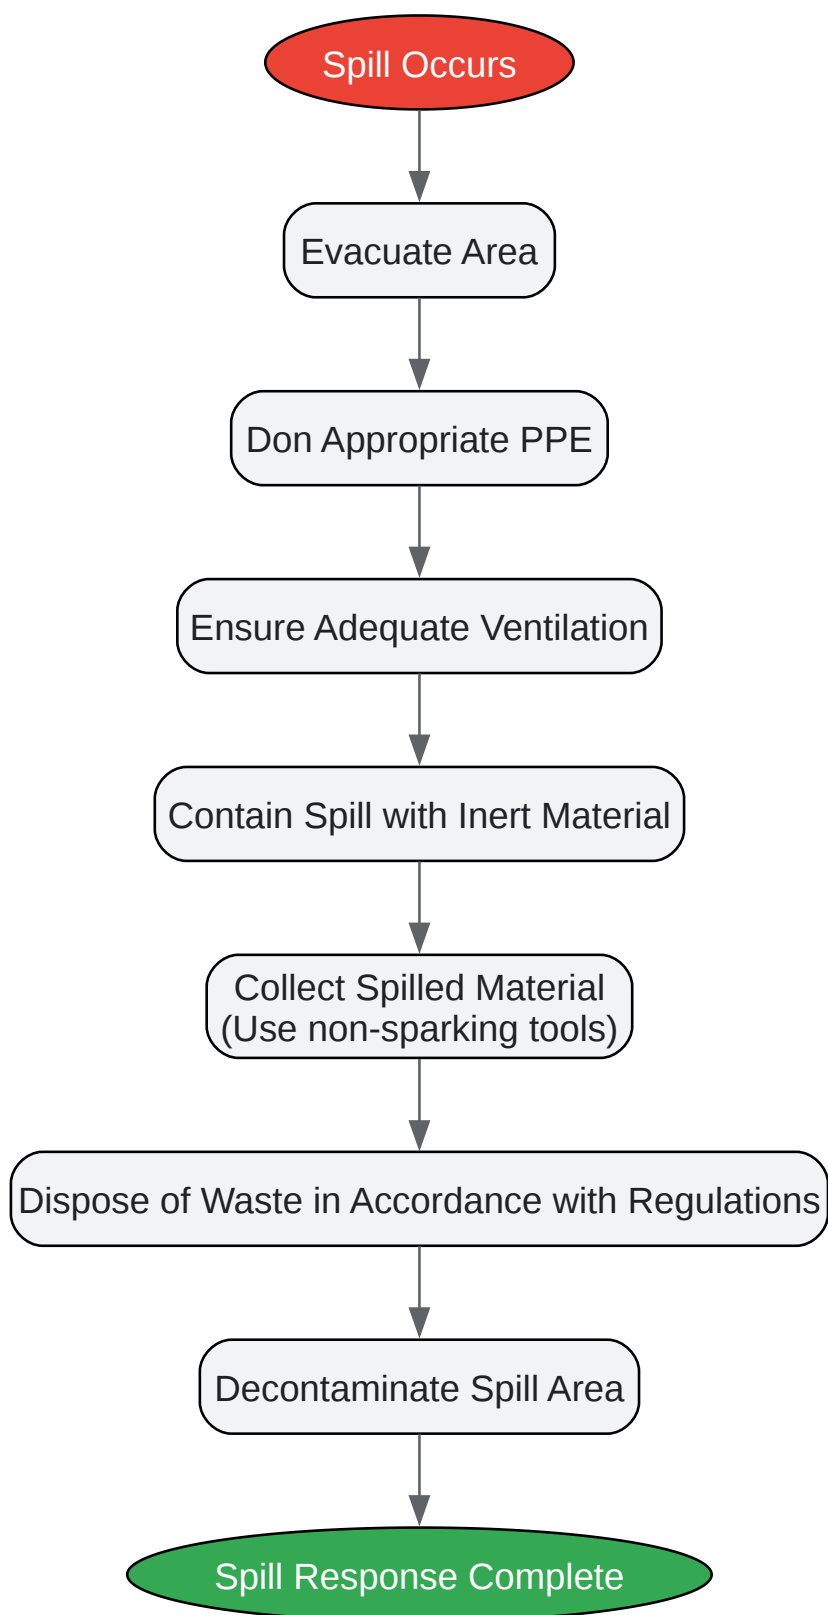 Spill Occurs
Evacuate Area
Don Appropriate PPE
Ensure Adequate Ventilation
Contain Spill with Inert Material
Collect Spilled Material
(Use non-sparking tools)
Dispose of Waste in Accordance with Regulations
Decontaminate Spill Area
Spill Response Complete